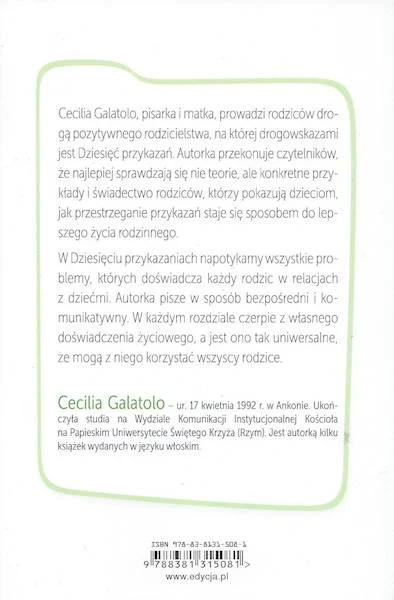 Cecilia Galatolo, pisarka i matka, prowadzi rodziców dro-
gą pozytywnego rodzicielstwa, na której drogowskazami
jest Dziesięć przykazań. Autorka przekonuje czytelników,
że najlepiej sprawdzają się nie teorie, ale konkretne przy-
kłady i świadectwo rodziców, którzy pokazują dzieciom,
jak przestrzeganie przykazań staje się sposobem do lep-
szego życia rodzinnego.
W Dziesięciu przykazaniach napotykamy wszystkie pro-
blemy, których doświadcza każdy rodzic w relacjach
z dziećmi. Autorka pisze w sposób bezpośredni i ko-
munikatywny. W każdym rozdziale czerpie z własnego
doświadczenia życiowego, a jest ono tak uniwersalne,
że mogą z niego korzystać wszyscy rodzice.
Cecilia Galatolo – ur. 17 kwietnia 1992 r. w Ankonie. Ukoń-
czyła studia na Wydziale Komunikacji Instytucjonalnej Kościoła
na Papieskim Uniwersytecie Świętego Krzyża (Rzym). Jest autorką kilku
książek wydanych w języku włoskim.
ISBN 978-83-8131-508-1
9 788381 315081 >
www.edycja.pl